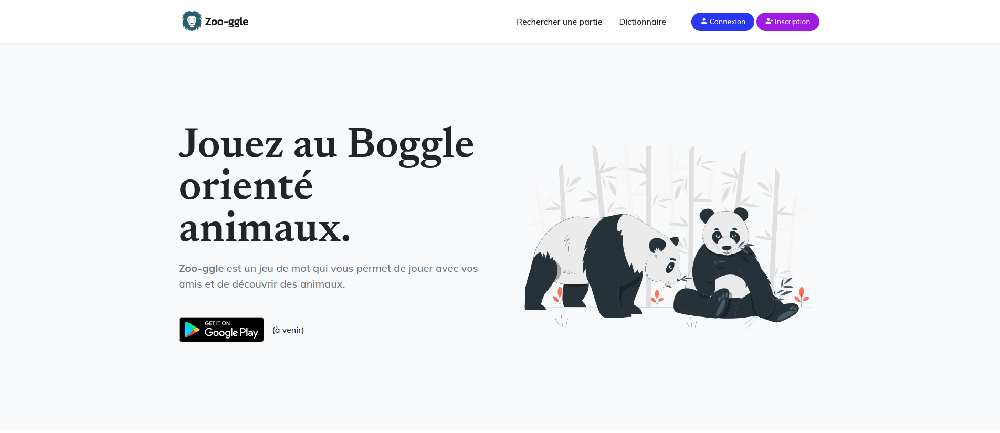 Zoo-ggle
Rechercher une partie
Dictionnaire
Connexion
Inscription
Jouez au Boggle
orienté
animaux.
Zoo-ggle est un jeu de mot qui vous permet de jouer avec vos
amis et de découvrir des animaux.
GET IT ON
Google Play
(à venir)